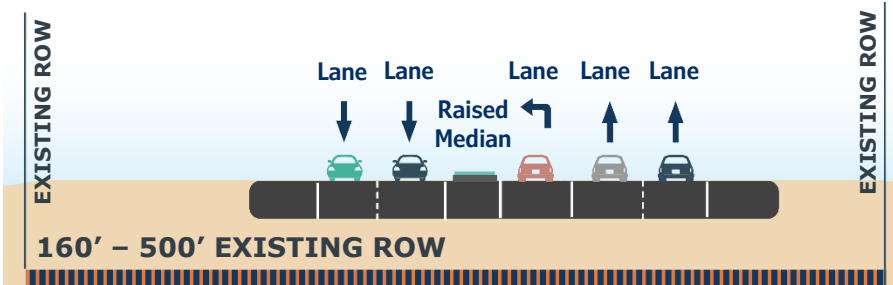 EXISTING ROW
Lane
Lane
Lane
Lane
Lane
Raised
Median
EXISTING ROW
160’ – 500’ EXISTING ROW